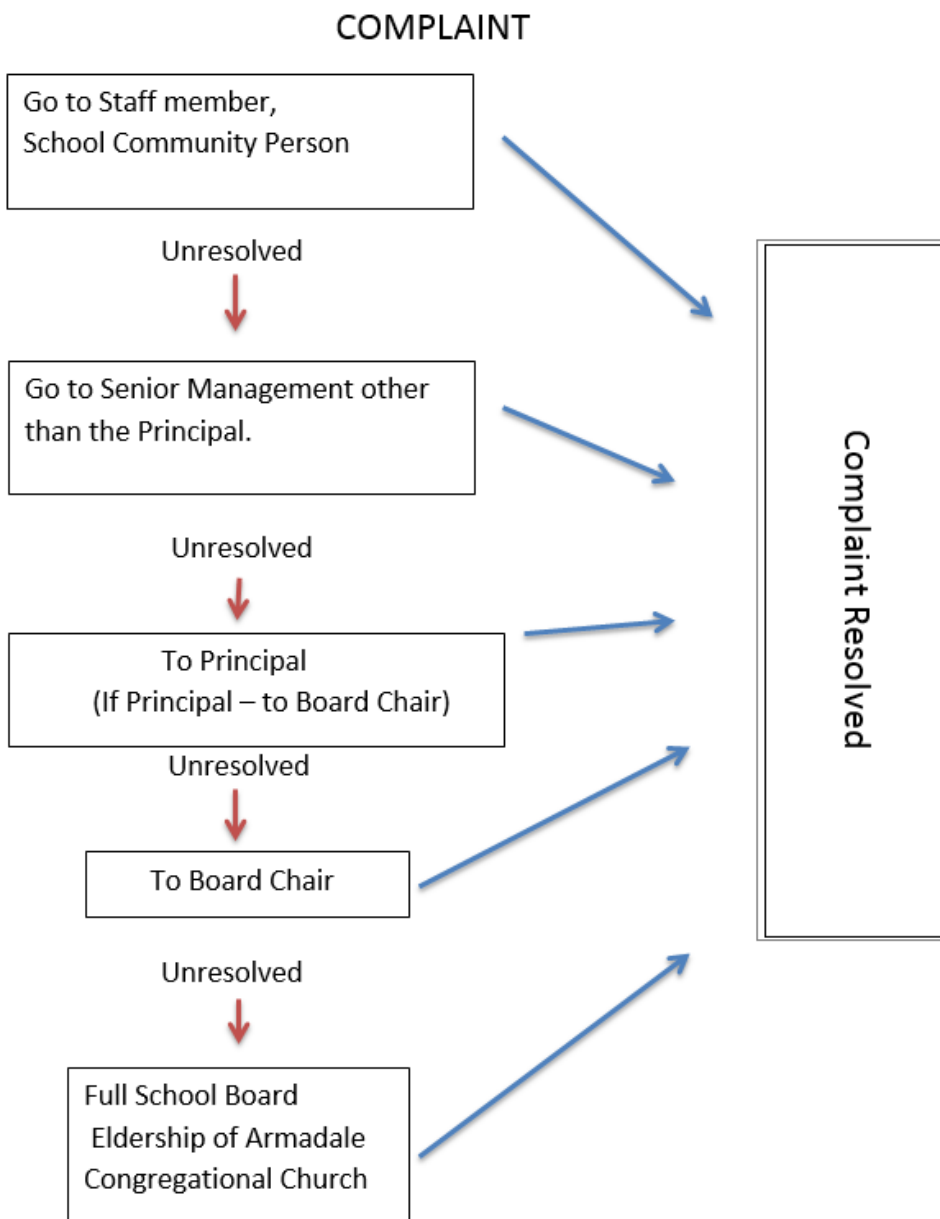 COMPLAINT
Go to Staff member,
School Community Person
Unresolved
Go to Senior Management other
than the Principal.
Unresolved
To Principal
(If Principal – to Board Chair)
Unresolved
To Board Chair
Unresolved
Full School Board
Eldership of Armadale
Congregational Church
Complaint Resolved